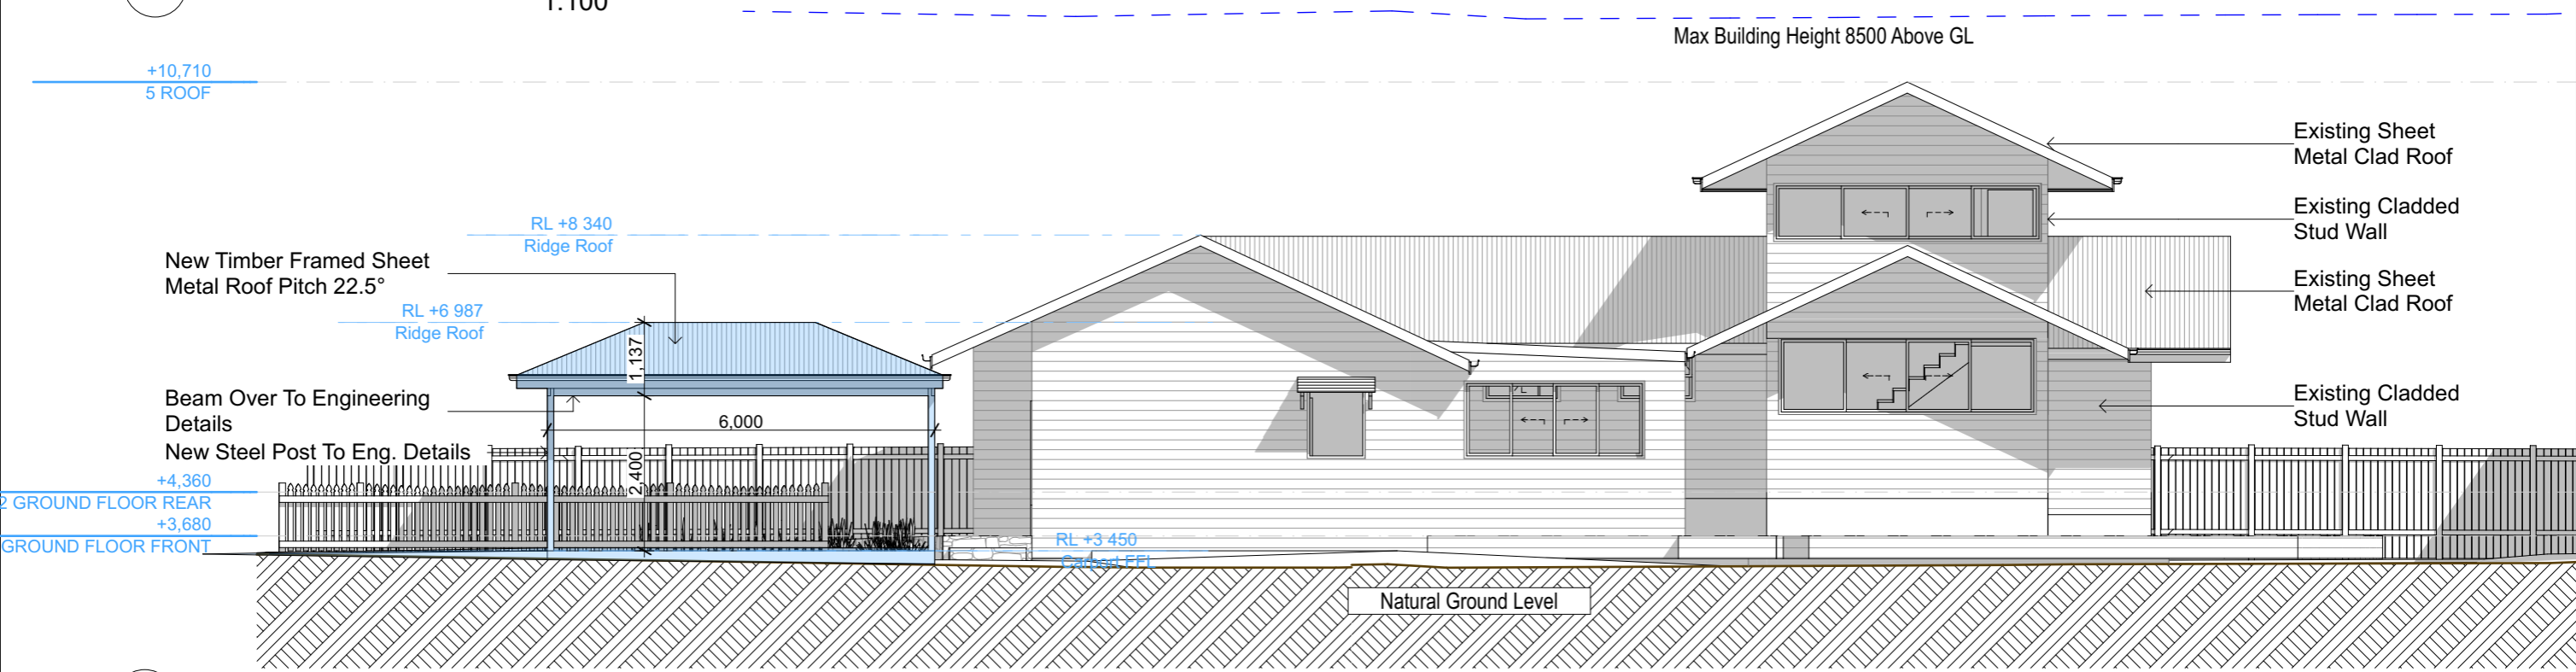 1:100
Max Building Height 8500 Above GL
+10,710
5 ROOF
Existing Sheet
Metal Clad Roof
RL +8 340
Ridge Roof
Existing Cladded
Stud Wall
New Timber Framed Sheet
Metal Roof Pitch 22.5°
Existing Sheet
Metal Clad Roof
RL +6 987
Ridge Roof
1,137
Beam Over To Engineering
Details
Existing Cladded
Stud Wall
6,000
New Steel Post To Eng. Details
2,400
+4,360
2 GROUND FLOOR REAR
+3,680
GROUND FLOOR FRONT
RL +3 450
Carport FFL
Natural Ground Level